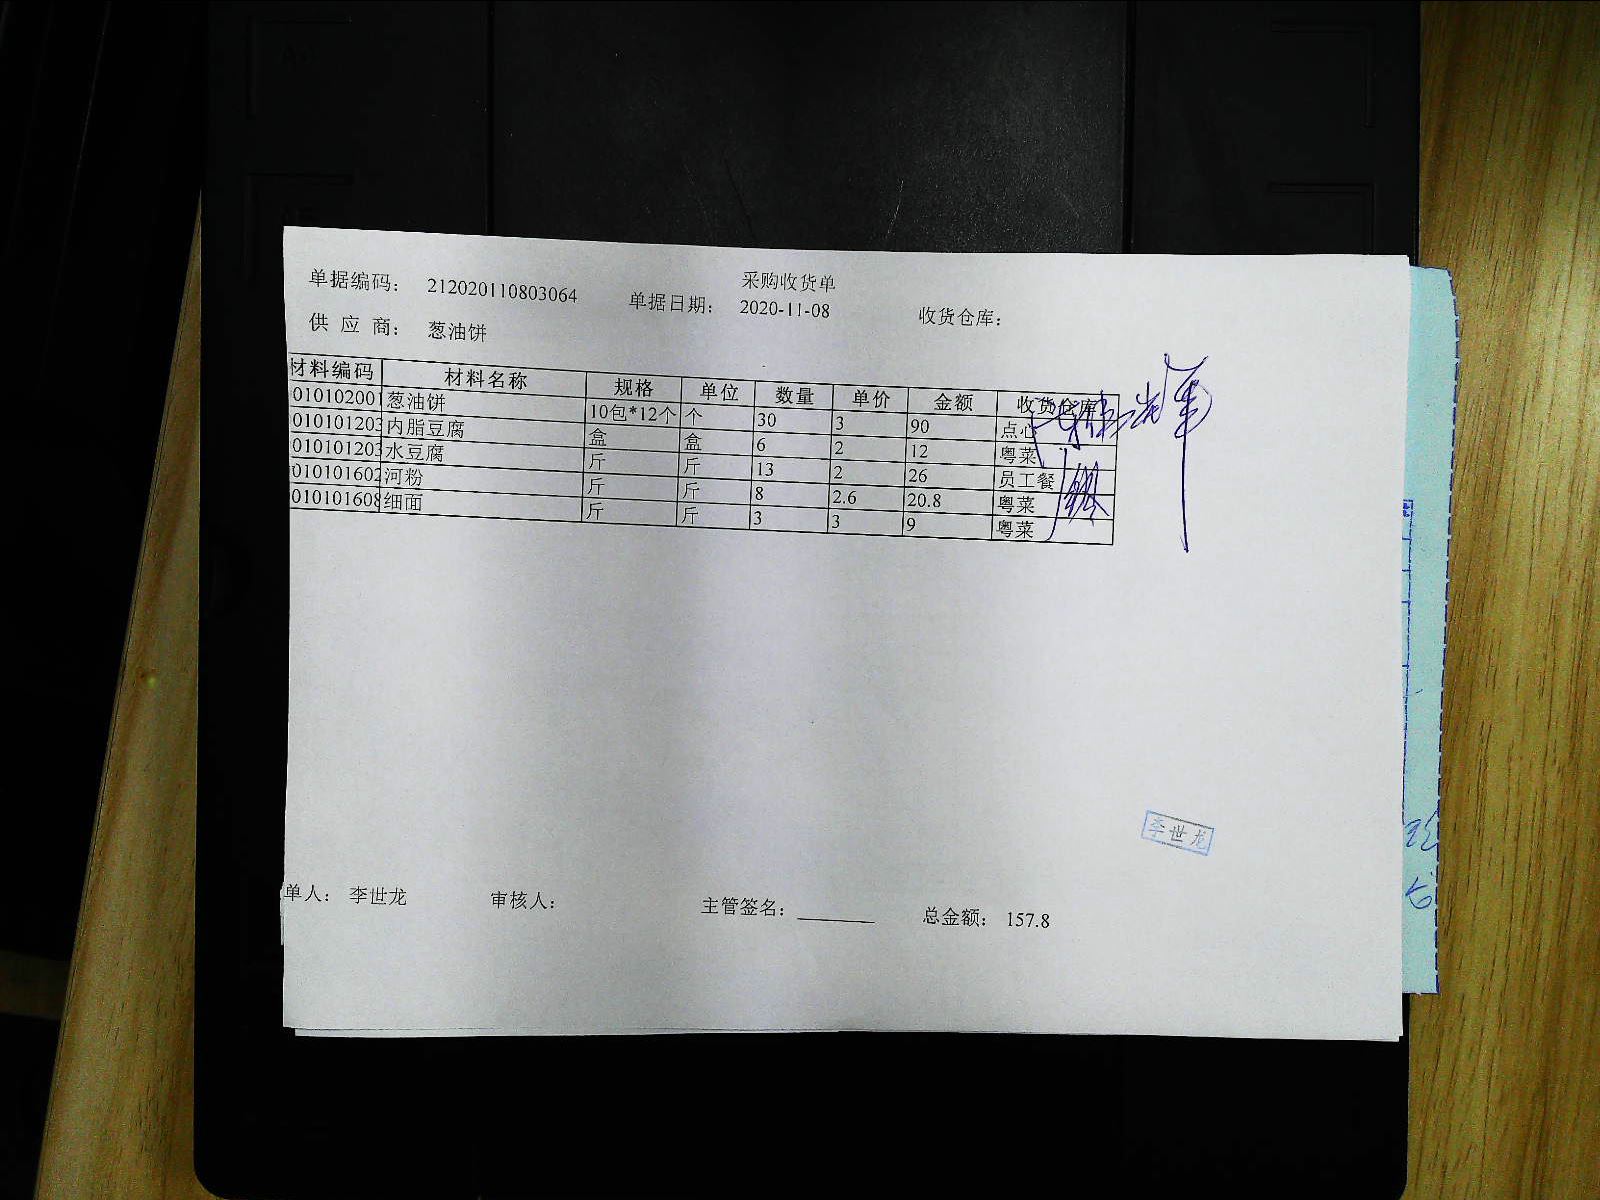 采购收货单
单据编码： 212020110803064 单据日期： 2020-11-08 收货仓库：
供 应 商： 葱油饼
材料编码 材料名称 规格 单位 数量 单价 金额 收货仓库
010102001 葱油饼 10包*12个 个 30 3 90 点心
010101203 内脂豆腐 盒 盒 6 2 12 粤菜
010101203 水豆腐 斤 斤 13 2 26 员工餐
010101602 河粉 斤 斤 8 2.6 20.8 粤菜
010101608 细面 斤 斤 3 3 9 粤菜
李世龙
单人： 李世龙 审核人： 主管签名： 总金额： 157.8